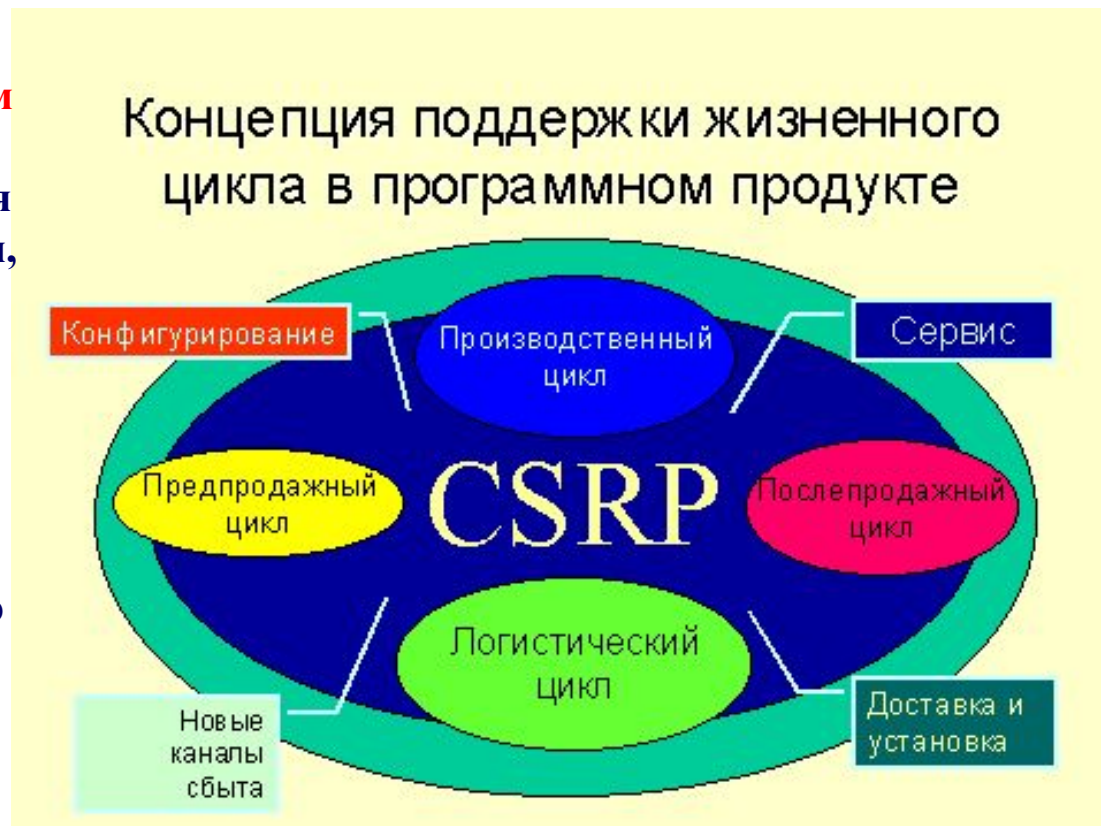 Концепция поддержки жизненного
цикла в программном продукте
Конфигурирование
Производственный
цикл
Сервис
Предпродажный
цикл
CSRP
Послепродажный
цикл
Логистический
цикл
Новые
каналы
сбыта
Доставка и
установка